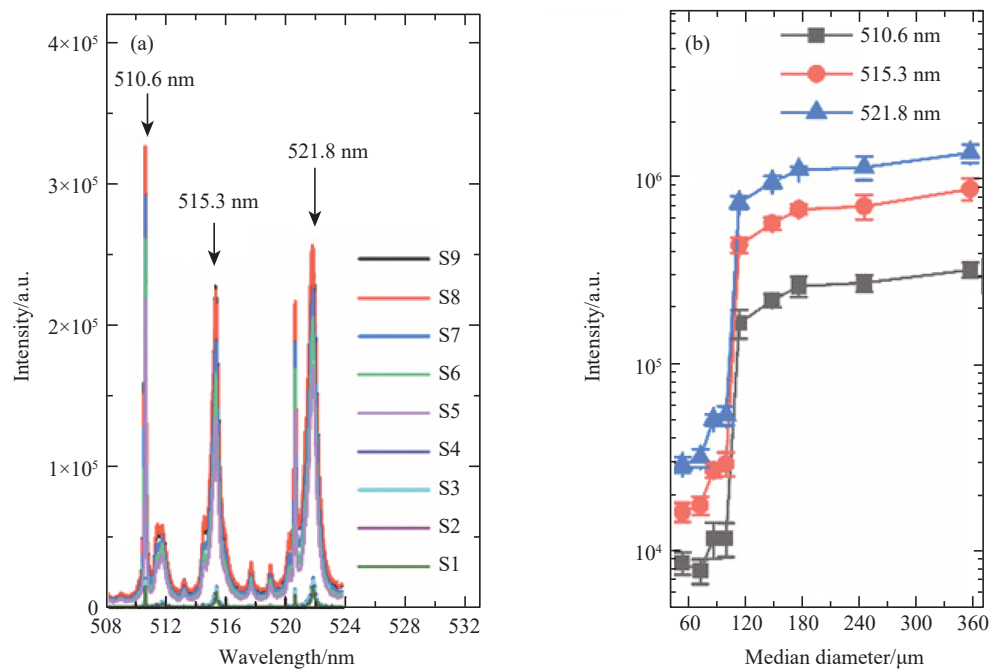 (a)
4×10⁵
3×10⁵
2×10⁵
1×10⁵
0
Intensity/a.u.
510.6 nm
515.3 nm
521.8 nm
S9
S8
S7
S6
S5
S4
S3
S2
S1
508 512 516 520 524 528 532
Wavelength/nm
(b)
510.6 nm
515.3 nm
521.8 nm
10⁶
10⁵
10⁴
Intensity/a.u.
60 120 180 240 300 360
Median diameter/μm